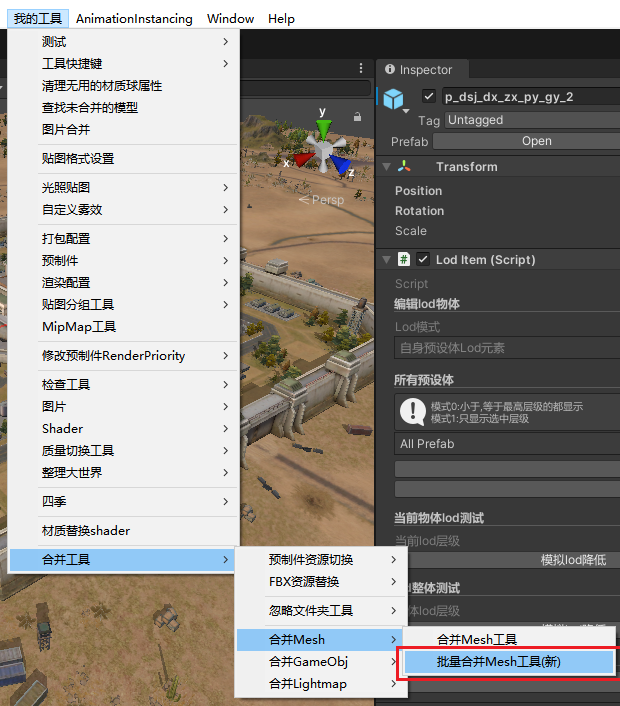 我的工具 AnimationInstancing Window Help
测试
工具快捷键
清理无用的材质球属性
查找未合并的模型
图片合并
贴图格式设置
光照贴图
自定义雾效
打包配置
预制件
渲染配置
贴图分组工具
MipMap工具
修改预制件RenderPriority
检查工具
图片
Shader
质量切换工具
整理大世界
四季
材质替换shader
合并工具
预制件资源切换
FBX资源替换
忽略文件夹工具
合并Mesh
合并GameObj
合并Lightmap
合并Mesh工具
批量合并Mesh工具(新)
y
x
z
Persp
Inspector
p_dsj_dx_zx_py_gy_2
Tag Untagged
Prefab Open
Transform
Position
Rotation
Scale
# Lod Item (Script)
Script
编辑lod物体
Lod模式
自身预设体Lod元素
所有预设体
模式0:小于,等于最高层级的都显示
模式1:只显示选中层级
All Prefab
当前物体lod测试
当前lod层级
模拟lod降低
整体测试
体lod层级